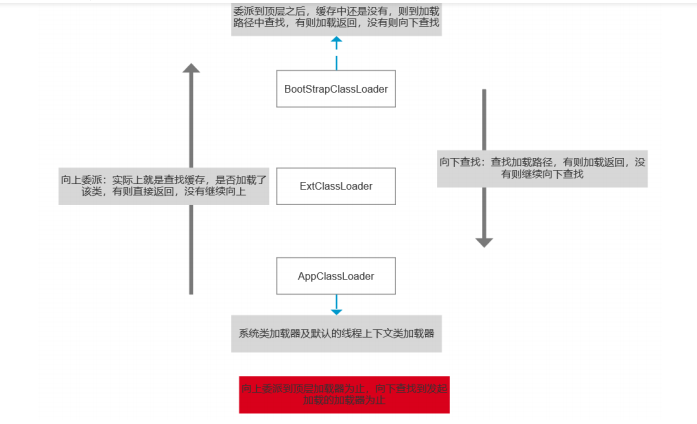 委派到顶层之后，缓存中还是没有，则到加载
路径中查找，有则加载返回，没有则向下查找
BootStrapClassLoader
向上委派：实际上就是查找缓存，是否加载了
该类，有则直接返回，没有继续向上
向下查找：查找加载路径，有则加载返回，没
有则继续向下查找
ExtClassLoader
AppClassLoader
系统类加载器及默认的线程上下文类加载器
向上委派到顶层加载器为止，向下查找到发起
加载的加载器为止